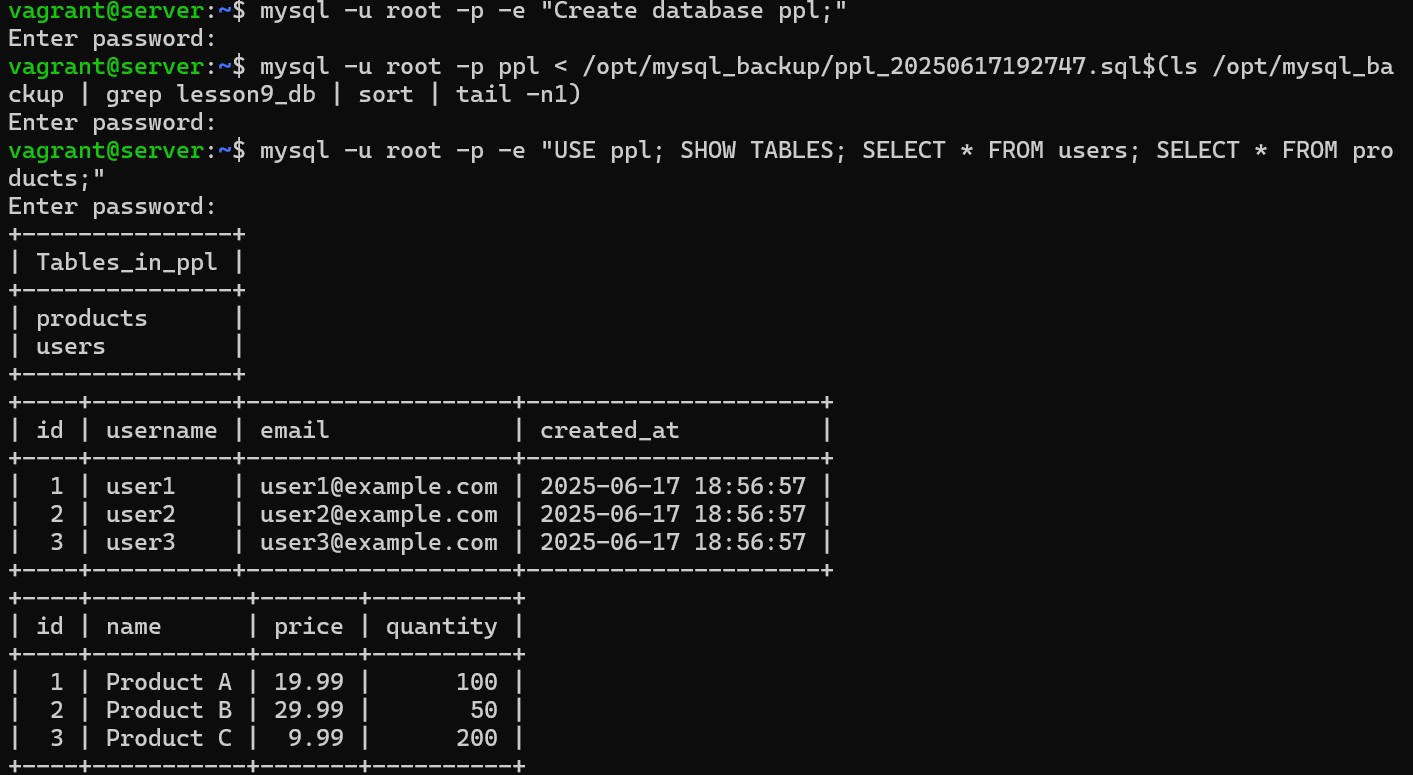 vagrant@server:~$ mysql -u root -p -e "Create database ppl;"
Enter password:
vagrant@server:~$ mysql -u root -p ppl < /opt/mysql_backup/ppl_20250617192747.sql$(ls /opt/mysql_ba
ckup | grep lesson9_db | sort | tail -n1)
Enter password:
vagrant@server:~$ mysql -u root -p -e "USE ppl; SHOW TABLES; SELECT * FROM users; SELECT * FROM pro
ducts;"
Enter password:
+---------------+
| Tables_in_ppl |
+---------------+
| products      |
| users         |
+---------------+
+----+----------+-------------------+---------------------+
| id | username | email             | created_at          |
+----+----------+-------------------+---------------------+
|  1 | user1    | user1@example.com | 2025-06-17 18:56:57 |
|  2 | user2    | user2@example.com | 2025-06-17 18:56:57 |
|  3 | user3    | user3@example.com | 2025-06-17 18:56:57 |
+----+----------+-------------------+---------------------+
+----+-----------+-------+----------+
| id | name      | price | quantity |
+----+-----------+-------+----------+
|  1 | Product A | 19.99 |      100 |
|  2 | Product B | 29.99 |       50 |
|  3 | Product C |  9.99 |      200 |
+----+-----------+-------+----------+